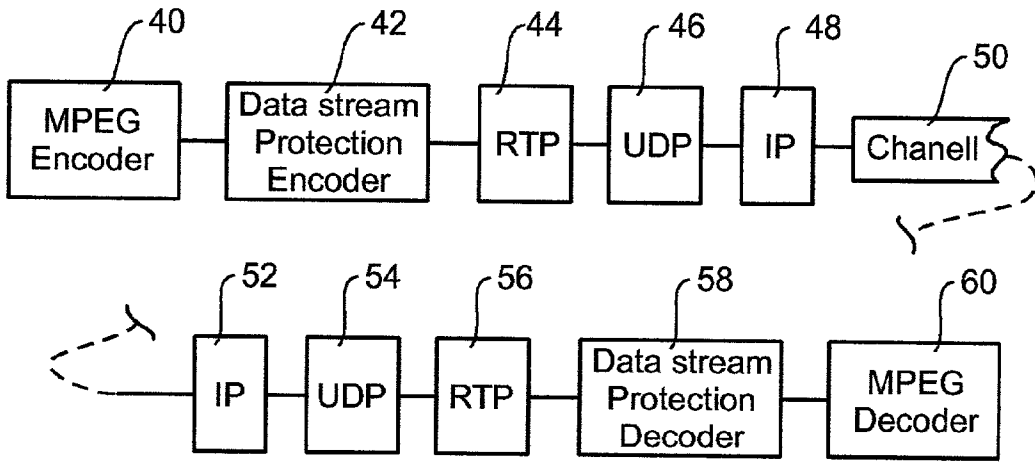 40
42
44
46
48
50
MPEG
Encoder
Data stream
Protection
Encoder
RTP
UDP
IP
Chanell
52
54
56
58
60
IP
UDP
RTP
Data stream
Protection
Decoder
MPEG
Decoder